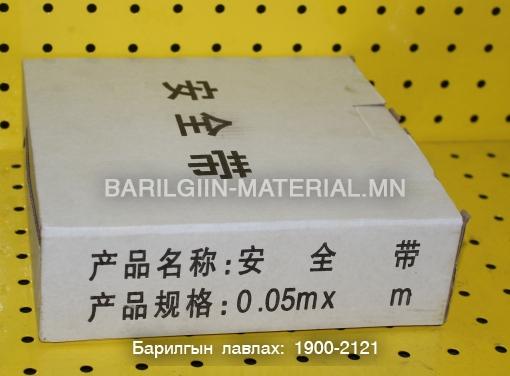 安全带
BARILGIIN-MATERIAL.MN
产品名称:安 全 带
产品规格:0.05mx m
Барилгын лавлах: 1900-2121